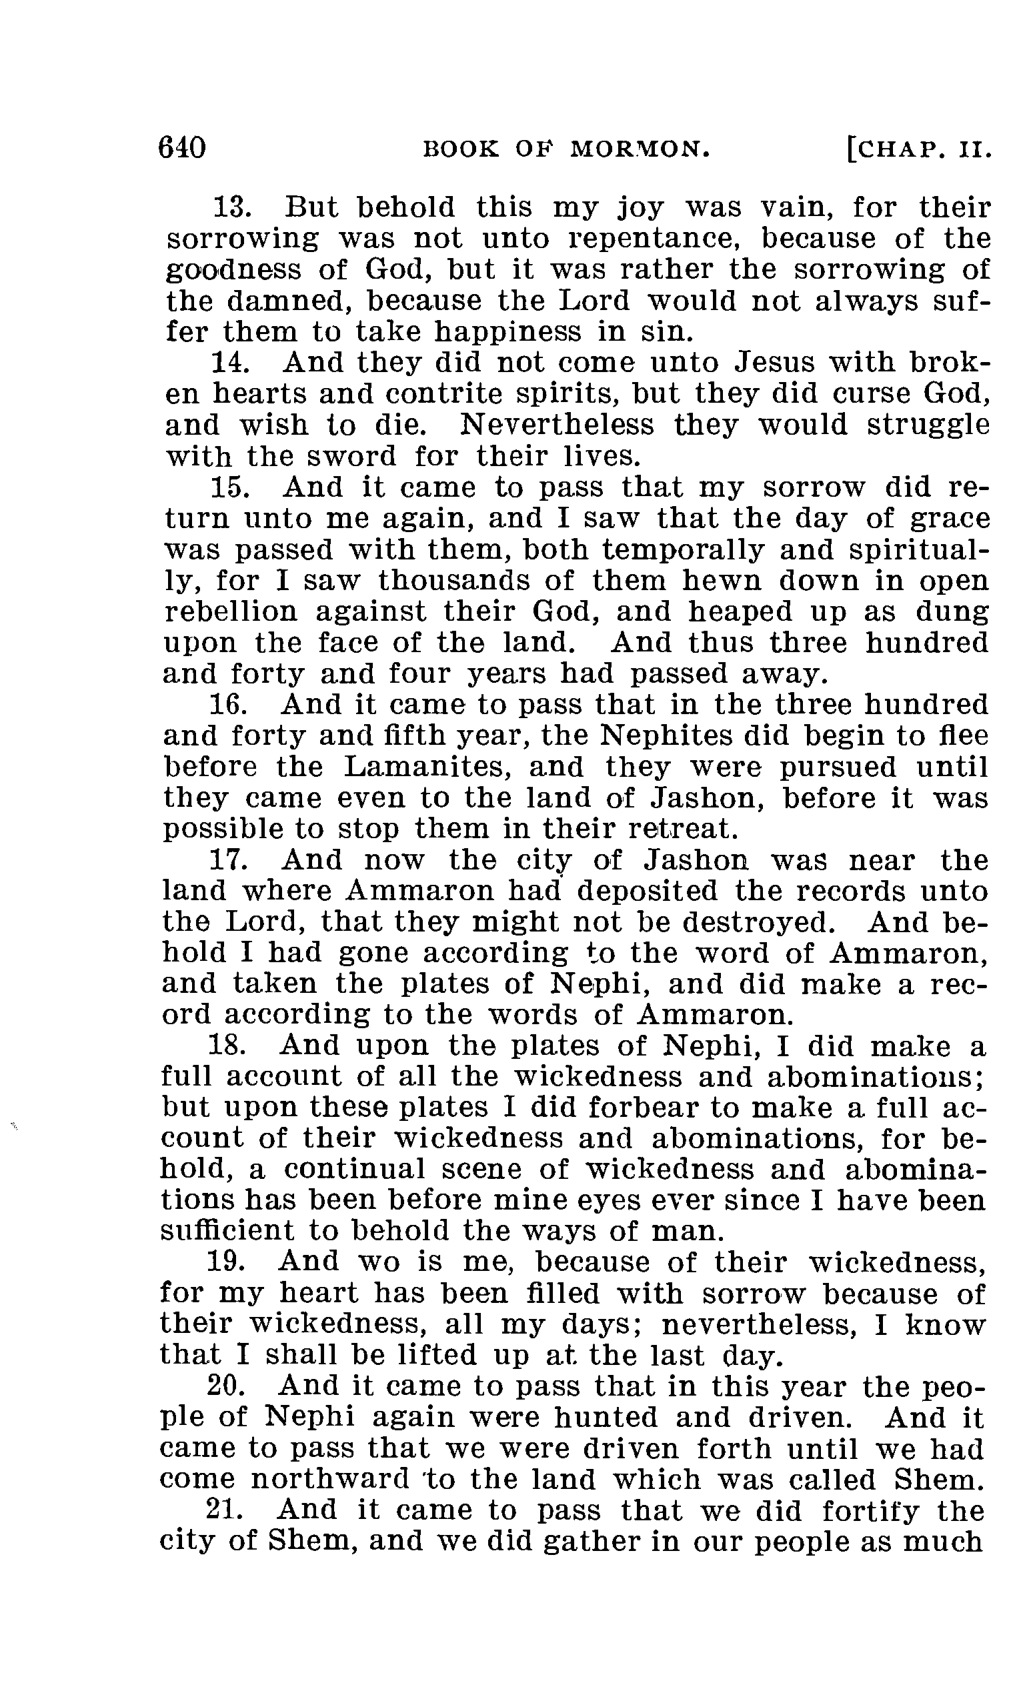 640 BOOK OF MORMON. [CHAP. II.
13. But behold this my joy was vain, for their
sorrowing was not unto repentance, because of the
goodness of God, but it was rather the sorrowing of
the damned, because the Lord would not always suf-
fer them to take happiness in sin.
14. And they did not come unto Jesus with brok-
en hearts and contrite spirits, but they did curse God,
and wish to die. Nevertheless they would struggle
with the sword for their lives.
15. And it came to pass that my sorrow did re-
turn unto me again, and I saw that the day of grace
was passed with them, both temporally and spiritual-
ly, for I saw thousands of them hewn down in open
rebellion against their God, and heaped up as dung
upon the face of the land. And thus three hundred
and forty and four years had passed away.
16. And it came to pass that in the three hundred
and forty and fifth year, the Nephites did begin to flee
before the Lamanites, and they were pursued until
they came even to the land of Jashon, before it was
possible to stop them in their retreat.
17. And now the city of Jashon was near the
land where Ammaron had deposited the records unto
the Lord, that they might not be destroyed. And be-
hold I had gone according to the word of Ammaron,
and taken the plates of Nephi, and did make a rec-
ord according to the words of Ammaron.
18. And upon the plates of Nephi, I did make a
full account of all the wickedness and abominations;
but upon these plates I did forbear to make a full ac-
count of their wickedness and abominations, for be-
hold, a continual scene of wickedness and abomina-
tions has been before mine eyes ever since I have been
sufficient to behold the ways of man.
19. And wo is me, because of their wickedness,
for my heart has been filled with sorrow because of
their wickedness, all my days; nevertheless, I know
that I shall be lifted up at the last day.
20. And it came to pass that in this year the peo-
ple of Nephi again were hunted and driven. And it
came to pass that we were driven forth until we had
come northward to the land which was called Shem.
21. And it came to pass that we did fortify the
city of Shem, and we did gather in our people as much